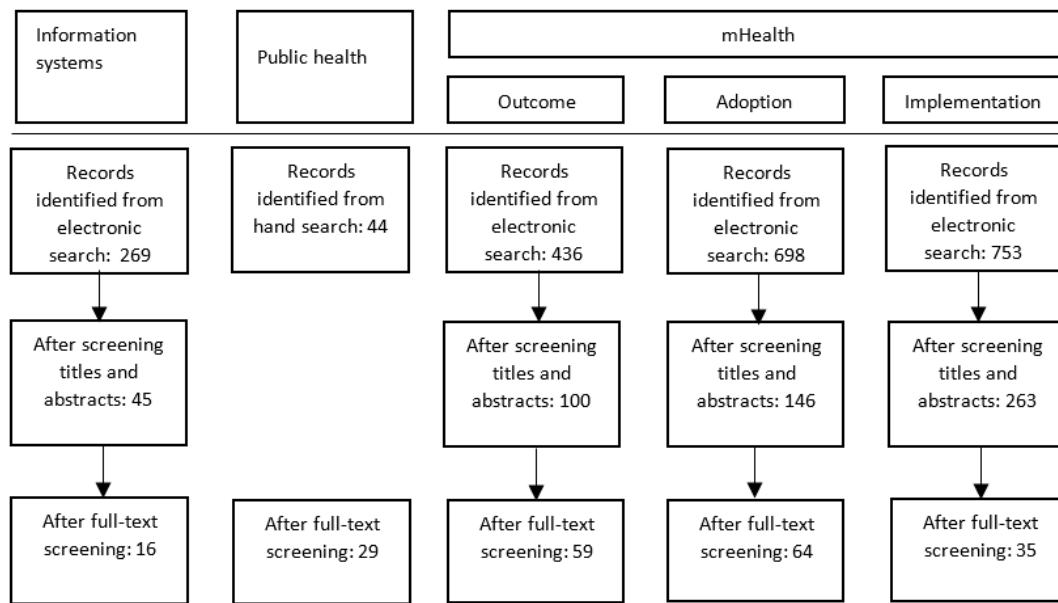 Information
systems
Public health
mHealth
Outcome
Adoption
Implementation
Records
identified from
electronic
search: 269
Records
identified from
hand search: 44
Records
identified from
electronic
search: 436
Records
identified from
electronic
search: 698
Records
identified from
electronic
search: 753
After screening
titles and
abstracts: 45
After screening
titles and
abstracts: 100
After screening
titles and
abstracts: 146
After screening
titles and
abstracts: 263
After full-text
screening: 16
After full-text
screening: 29
After full-text
screening: 59
After full-text
screening: 64
After full-text
screening: 35